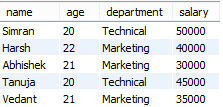 name age department salary
Simran 20 Technical 50000
Harsh 22 Marketing 40000
Abhishek 21 Marketing 30000
Tanuja 20 Technical 45000
Vedant 21 Marketing 35000